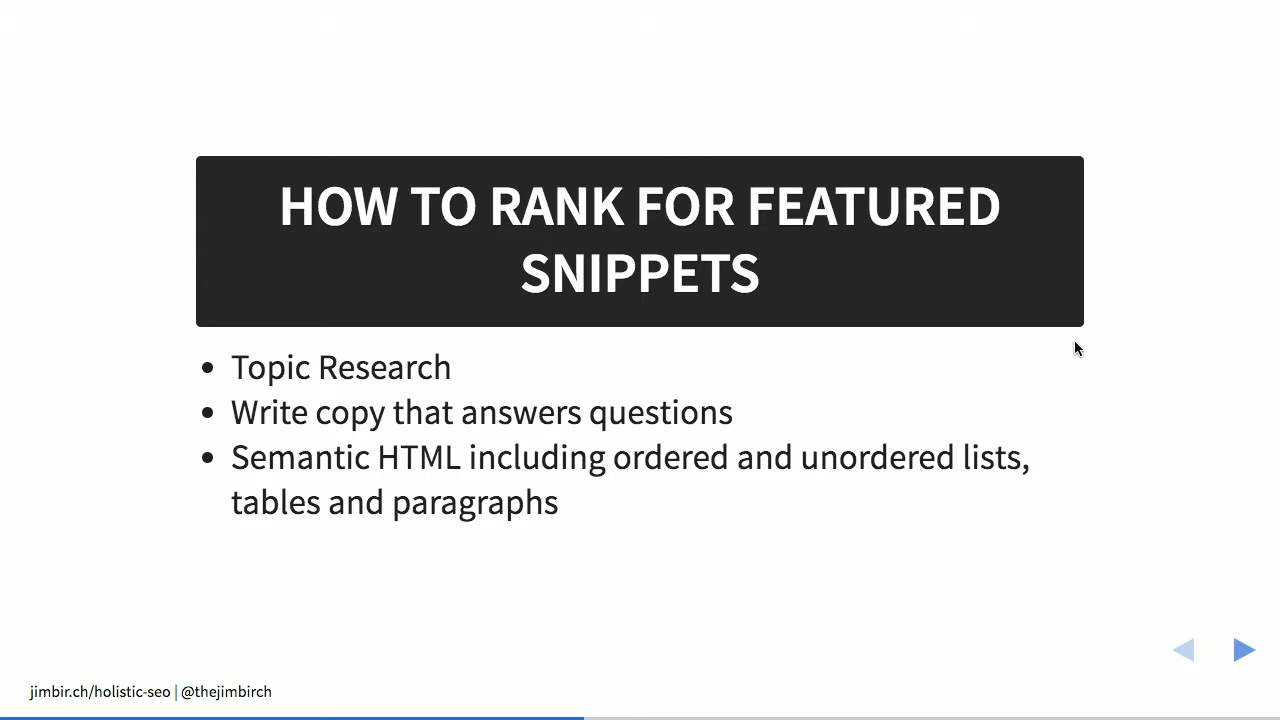 HOW TO RANK FOR FEATURED
SNIPPETS
• Topic Research
• Write copy that answers questions
• Semantic HTML including ordered and unordered lists,
tables and paragraphs
jimbir.ch/holistic-seo | @thejimbirch